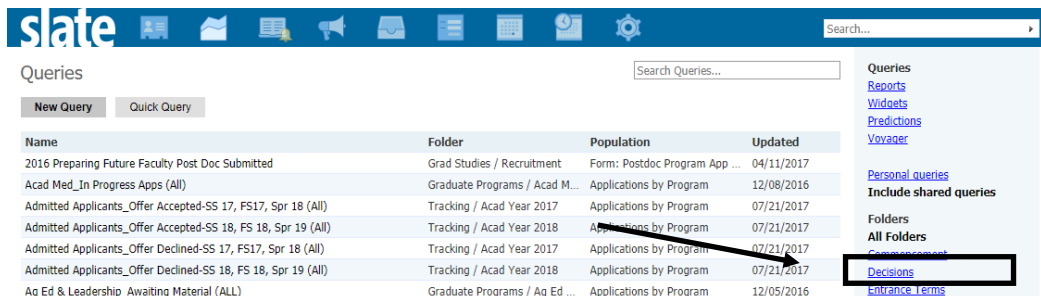 slate
Search...
Queries
Search Queries...
New Query Quick Query
Name Folder Population Updated
2016 Preparing Future Faculty Post Doc Submitted Grad Studies / Recruitment Form: Postdoc Program App ... 04/11/2017
Acad Med_In Progress Apps (All) Graduate Programs / Acad M... Applications by Program 12/08/2016
Admitted Applicants_Offer Accepted-SS 17, FS17, Spr 18 (All) Tracking / Acad Year 2017 Applications by Program 07/21/2017
Admitted Applicants_Offer Accepted-SS 18, FS 18, Spr 19 (All) Tracking / Acad Year 2018 Applications by Program 07/21/2017
Admitted Applicants_Offer Declined-SS 17, FS17, Spr 18 (All) Tracking / Acad Year 2017 Applications by Program 07/21/2017
Admitted Applicants_Offer Declined-SS 18, FS 18, Spr 19 (All) Tracking / Acad Year 2018 Applications by Program 07/21/2017
Ag Ed & Leadership_Awaiting Material (ALL) Graduate Programs / Ag Ed ... Applications by Program 12/05/2016
Queries
Reports
Widgets
Predictions
Voyager
Personal queries
Include shared queries
Folders
All Folders
Commencement
Decisions
Entrance Terms